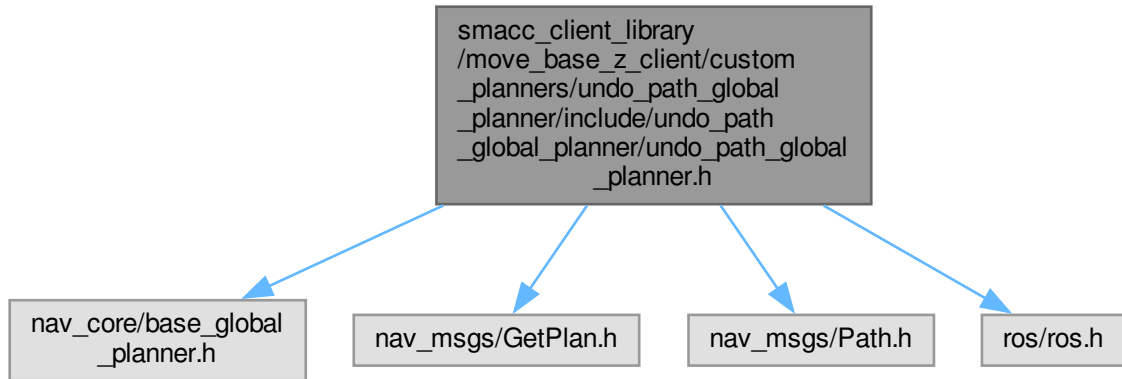 smacc_client_library
/move_base_z_client/custom
_planners/undo_path_global
_planner/include/undo_path
_global_planner/undo_path_global
_planner.h
nav_core/base_global
_planner.h
nav_msgs/GetPlan.h
nav_msgs/Path.h
ros/ros.h